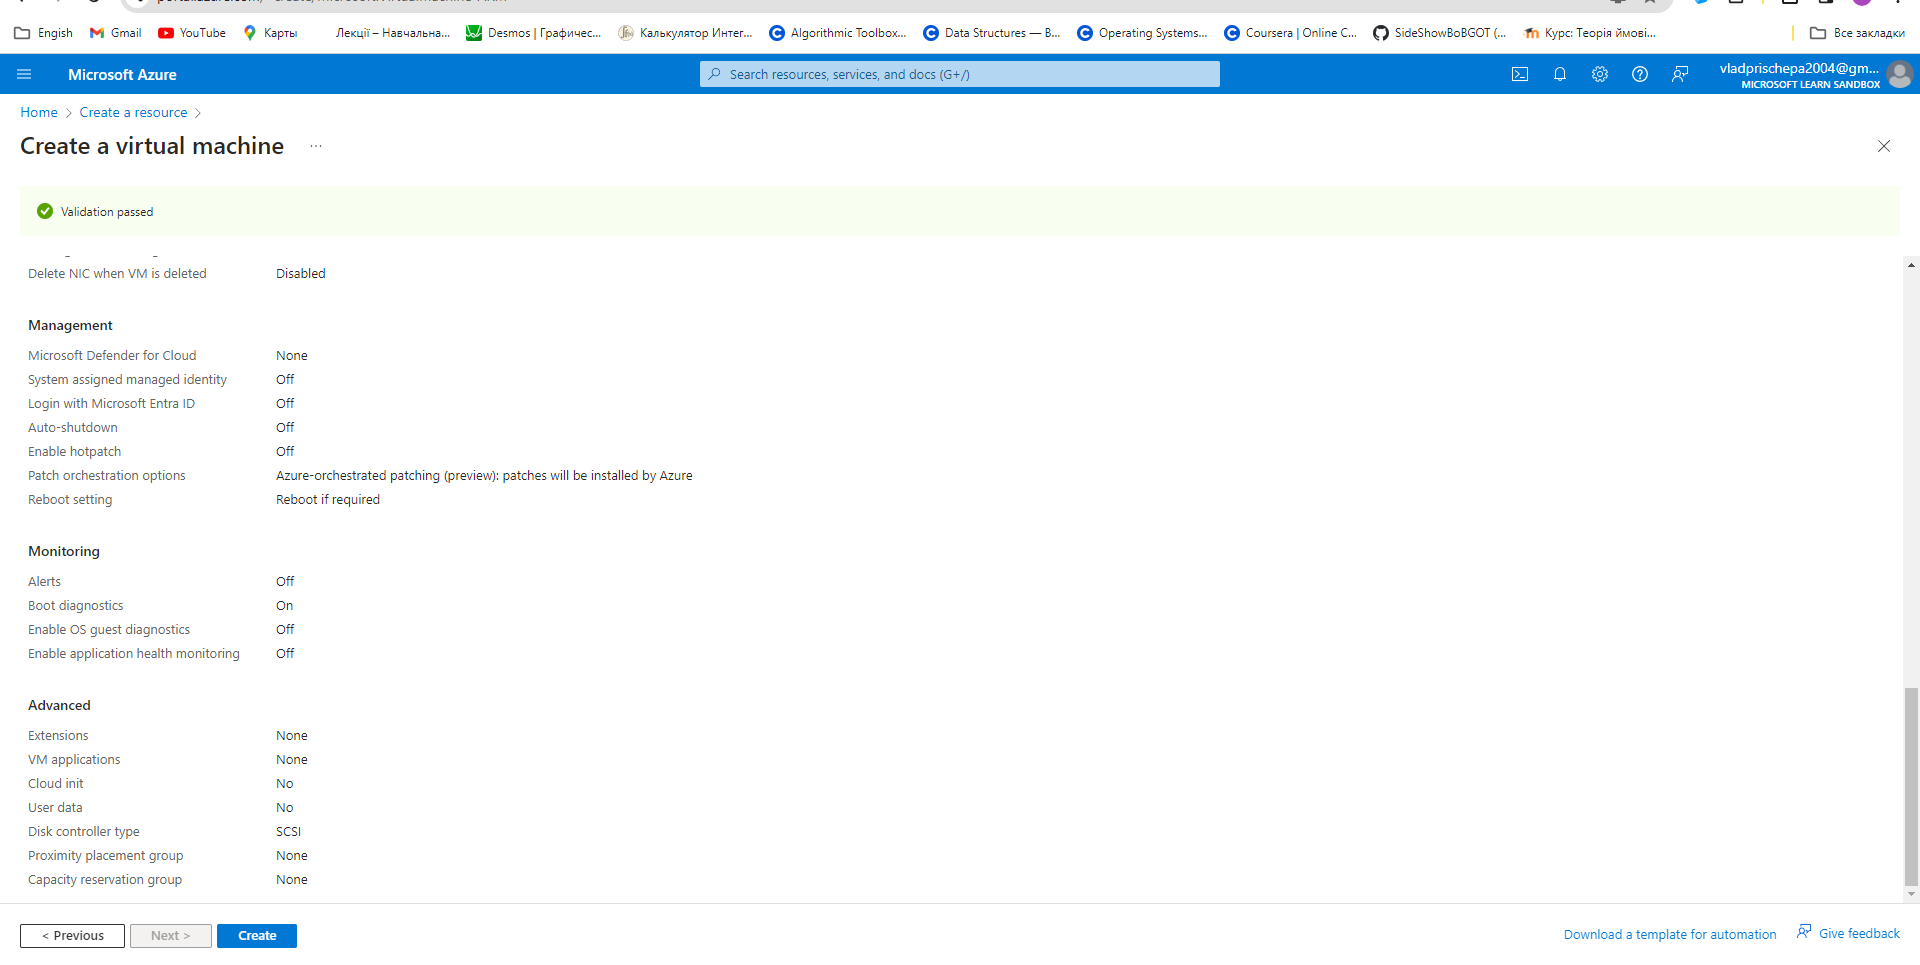 Engish Gmail YouTube Карты Лекції – Навчальна... Desmos | Графичес... Калькулятор Интег... Algorithmic Toolbox... Data Structures — B... Operating Systems... Coursera | Online C... SideShowBoBGOT (... Курс: Теорія ймові... Все закладки
Microsoft Azure
Search resources, services, and docs (G+/)
vladprischepa2004@gm...
MICROSOFT LEARN SANDBOX
Home > Create a resource >
Create a virtual machine ...
Validation passed
Delete NIC when VM is deleted Disabled
Management
Microsoft Defender for Cloud None
System assigned managed identity Off
Login with Microsoft Entra ID Off
Auto-shutdown Off
Enable hotpatch Off
Patch orchestration options Azure-orchestrated patching (preview): patches will be installed by Azure
Reboot setting Reboot if required
Monitoring
Alerts Off
Boot diagnostics On
Enable OS guest diagnostics Off
Enable application health monitoring Off
Advanced
Extensions None
VM applications None
Cloud init No
User data No
Disk controller type SCSI
Proximity placement group None
Capacity reservation group None
< Previous Next > Create Download a template for automation Give feedback